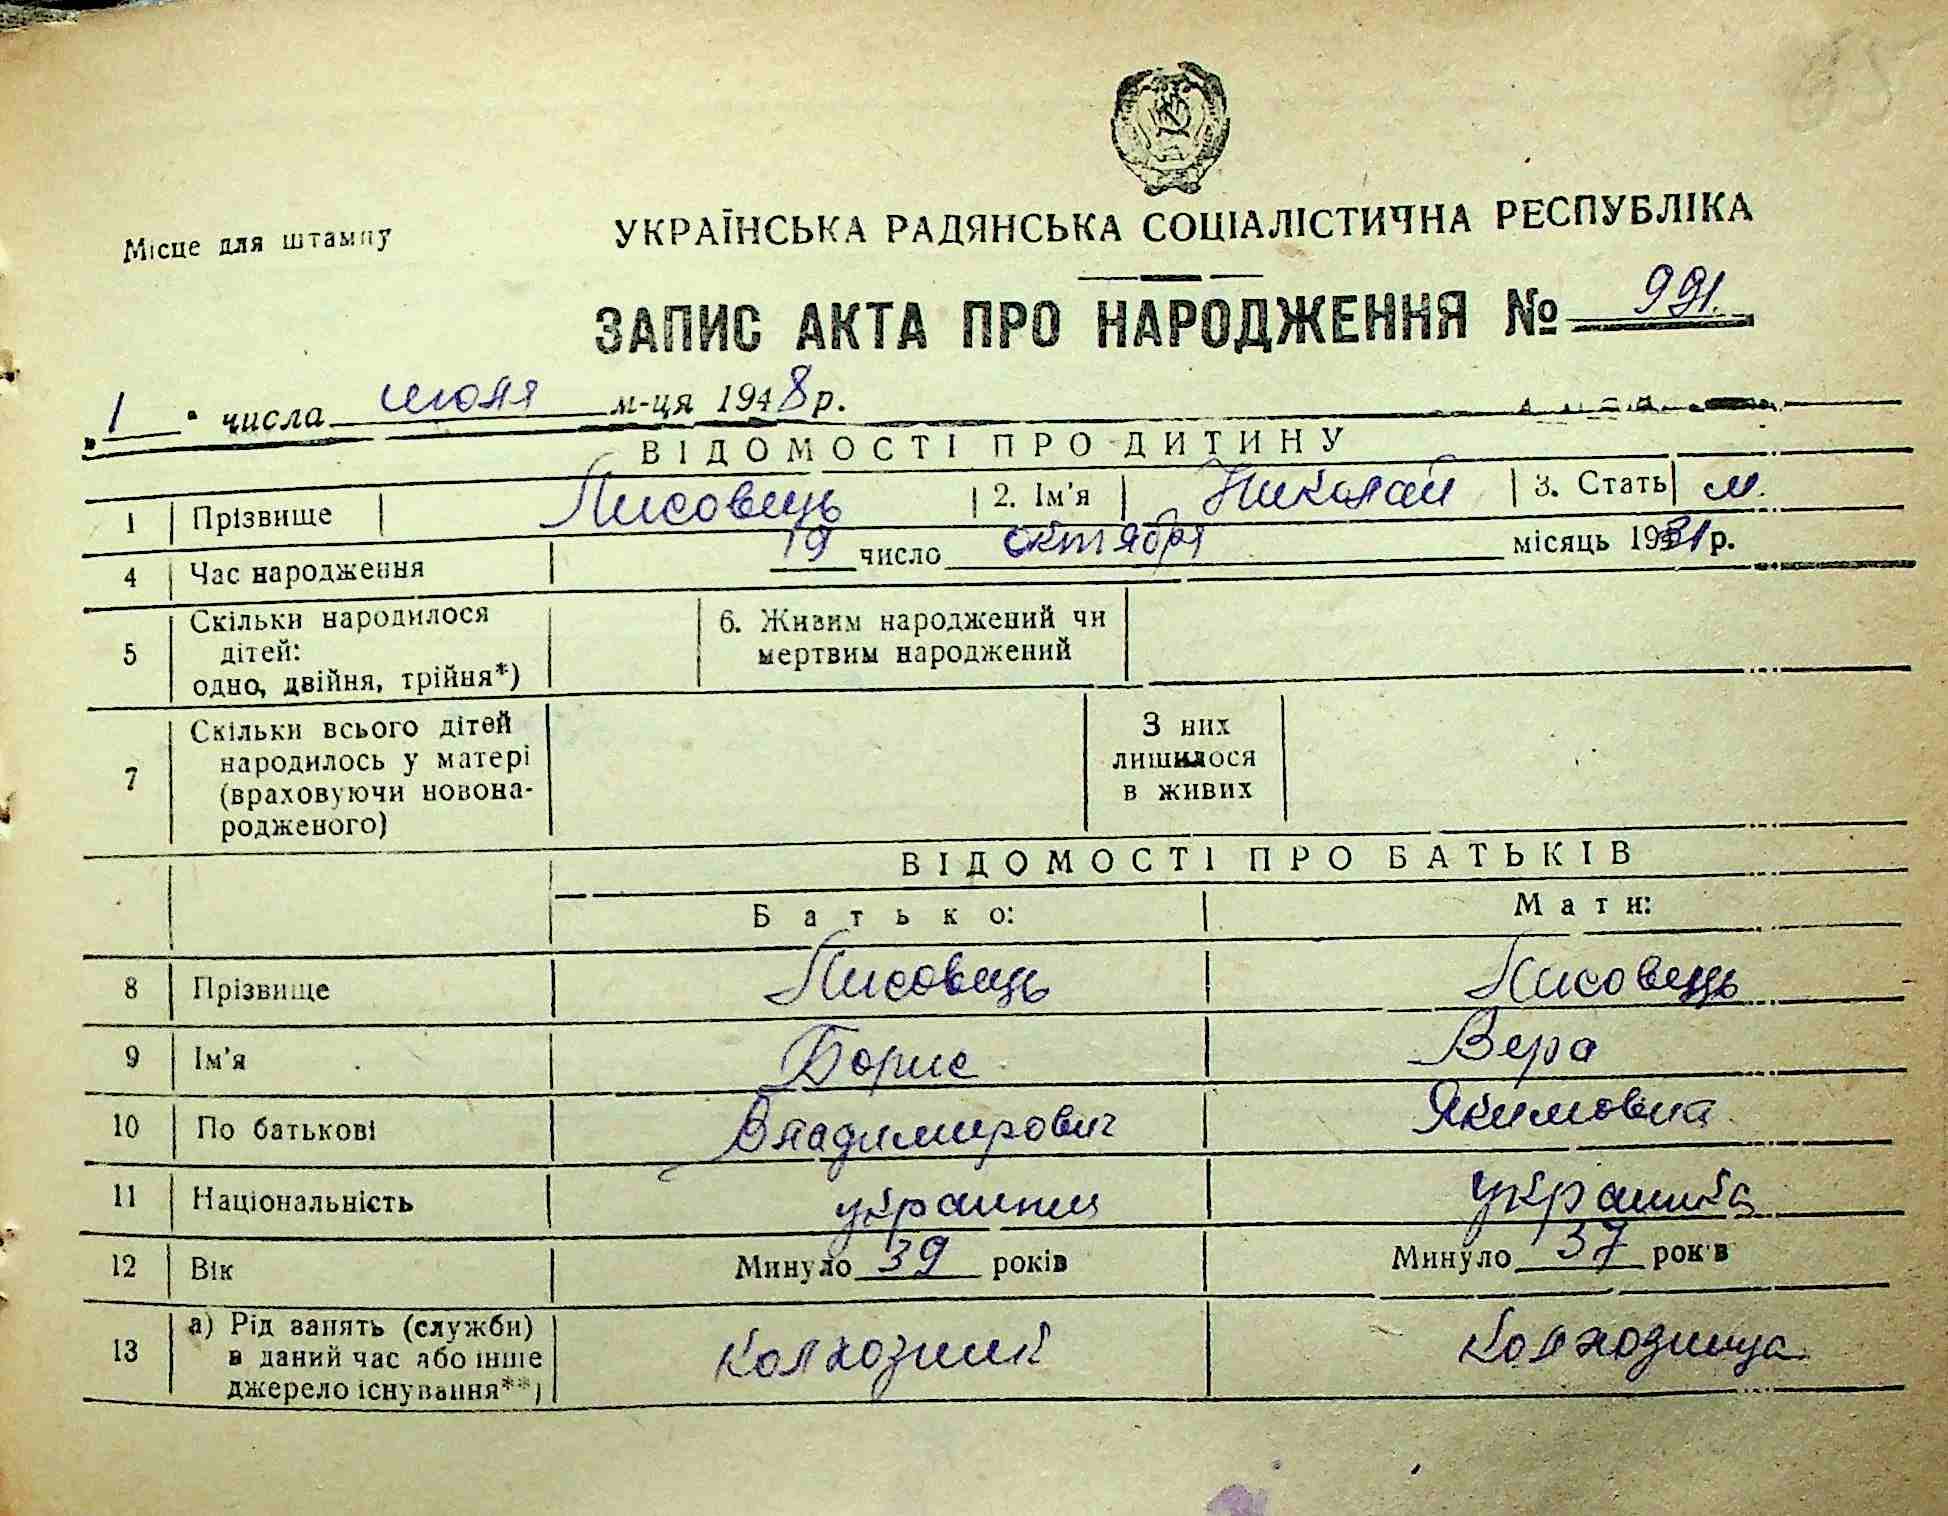 Місце для штампу
УКРАЇНСЬКА РАДЯНСЬКА СОЦІАЛІСТИЧНА РЕСПУБЛІКА
ЗАПИС АКТА ПРО НАРОДЖЕННЯ № 991.
„1" числа июля м-ця 1948 р.
ВІДОМОСТІ ПРО ДИТИНУ
1 Прізвище Лисовець 2. Ім'я Николай 3. Стать м.
4 Час народження 19 число октября місяць 1931 р.
5 Скільки народилося дітей: одно, двійня, трійня*) 6. Живим народжений чи мертвим народжений
7 Скільки всього дітей народилось у матері (враховуючи новонародженого) З них лишилося в живих
ВІДОМОСТІ ПРО БАТЬКІВ
Батько: Мати:
8 Прізвище Лисовець Лисовець
9 Ім'я Борис Вера
10 По батькові Владимирович Якимовна
11 Національність украинец украинка
12 Вік Минуло 39 років Минуло 37 років
13 а) Рід занять (служби) в даний час або інше джерело існування**) колхозник колхозница